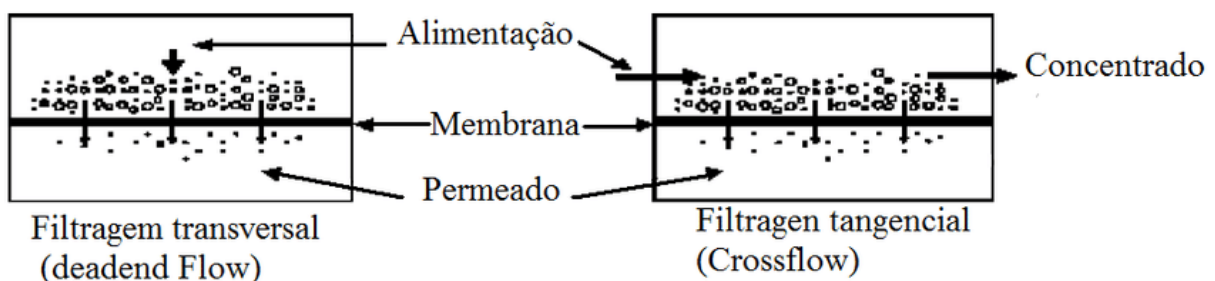 Alimentação
Concentrado
Membrana
Permeado
Filtragem transversal
(deadend Flow)
Filtragen tangencial
(Crossflow)